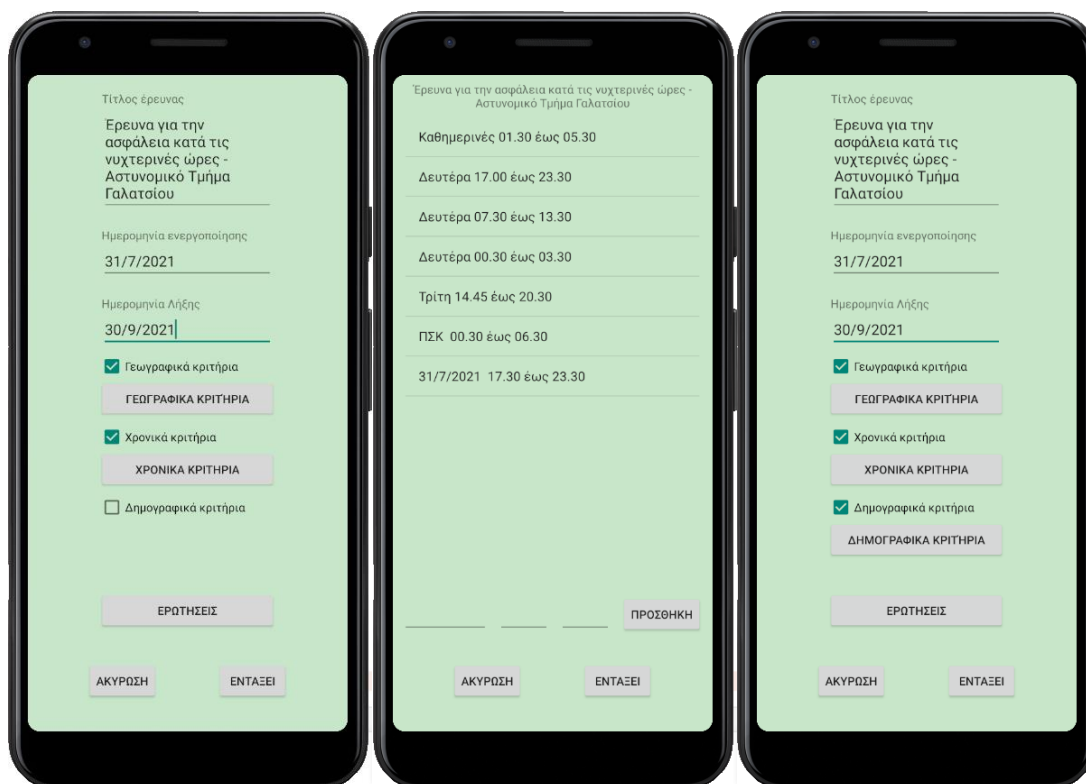 Τίτλος έρευνας
Έρευνα για την
ασφάλεια κατά τις
νυχτερινές ώρες -
Αστυνομικό Τμήμα
Γαλατσίου
Ημερομηνία ενεργοποίησης
31/7/2021
Ημερομηνία Λήξης
30/9/2021
Γεωγραφικά κριτήρια
ΓΕΩΓΡΑΦΙΚΑ ΚΡΙΤΉΡΙΑ
Χρονικά κριτήρια
ΧΡΟΝΙΚΑ ΚΡΙΤΗΡΙΑ
Δημογραφικά κριτήρια
ΕΡΩΤΗΣΕΙΣ
ΑΚΥΡΩΣΗ
ΕΝΤΑΞΕΙ
Έρευνα για την ασφάλεια κατά τις νυχτερινές ώρες -
Αστυνομικό Τμήμα Γαλατσίου
Καθημερινές 01.30 έως 05.30
Δευτέρα 17.00 έως 23.30
Δευτέρα 07.30 έως 13.30
Δευτέρα 00.30 έως 03.30
Τρίτη 14.45 έως 20.30
ΠΣΚ 00.30 έως 06.30
31/7/2021 17.30 έως 23.30
ΠΡΟΣΘΗΚΗ
ΑΚΥΡΩΣΗ
ΕΝΤΑΞΕΙ
Τίτλος έρευνας
Έρευνα για την
ασφάλεια κατά τις
νυχτερινές ώρες -
Αστυνομικό Τμήμα
Γαλατσίου
Ημερομηνία ενεργοποίησης
31/7/2021
Ημερομηνία Λήξης
30/9/2021
Γεωγραφικά κριτήρια
ΓΕΩΓΡΑΦΙΚΑ ΚΡΙΤΉΡΙΑ
Χρονικά κριτήρια
ΧΡΟΝΙΚΑ ΚΡΙΤΗΡΙΑ
Δημογραφικά κριτήρια
ΔΗΜΟΓΡΑΦΙΚΑ ΚΡΙΤΉΡΙΑ
ΕΡΩΤΗΣΕΙΣ
ΑΚΥΡΩΣΗ
ΕΝΤΑΞΕΙ